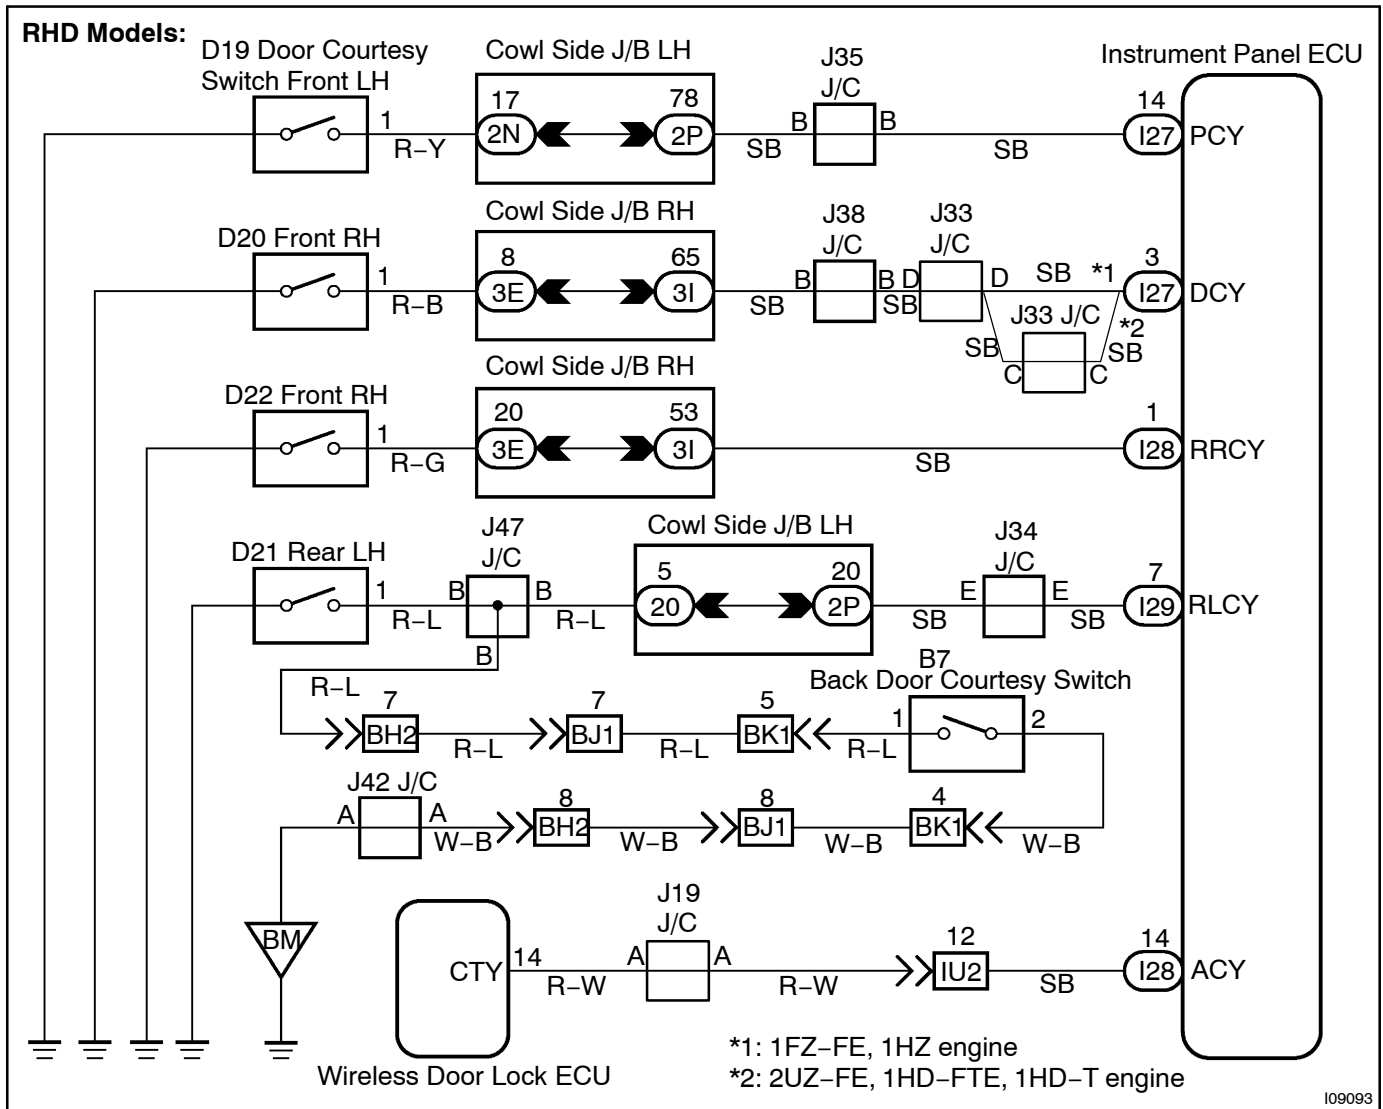 RHD Models:
D19 Door Courtesy
Switch Front LH
Cowl Side J/B LH
J35
J/C
Instrument Panel ECU
1
R–Y
17
2N
78
2P
SB
B
B
SB
14
I27
PCY
D20 Front RH
Cowl Side J/B RH
J38
J/C
J33
J/C
1
R–B
8
3E
65
3I
SB
B
B
SB
D
D
SB
*1
3
I27
DCY
J33 J/C
*2
SB
C
C
SB
D22 Front RH
Cowl Side J/B RH
1
R–G
20
3E
53
3I
SB
1
I28
RRCY
D21 Rear LH
J47
J/C
Cowl Side J/B LH
J34
J/C
1
R–L
B
B
R–L
5
20
20
2P
SB
E
E
SB
7
I29
RLCY
B
R–L
B7
Back Door Courtesy Switch
7
BH2
R–L
7
BJ1
R–L
5
BK1
R–L
1
2
J42 J/C
A
A
W–B
8
BH2
W–B
8
BJ1
W–B
4
BK1
W–B
BM
J19
J/C
CTY
14
R–W
A
A
R–W
12
IU2
SB
14
I28
ACY
Wireless Door Lock ECU
*1: 1FZ–FE, 1HZ engine
*2: 2UZ–FE, 1HD–FTE, 1HD–T engine
I09093